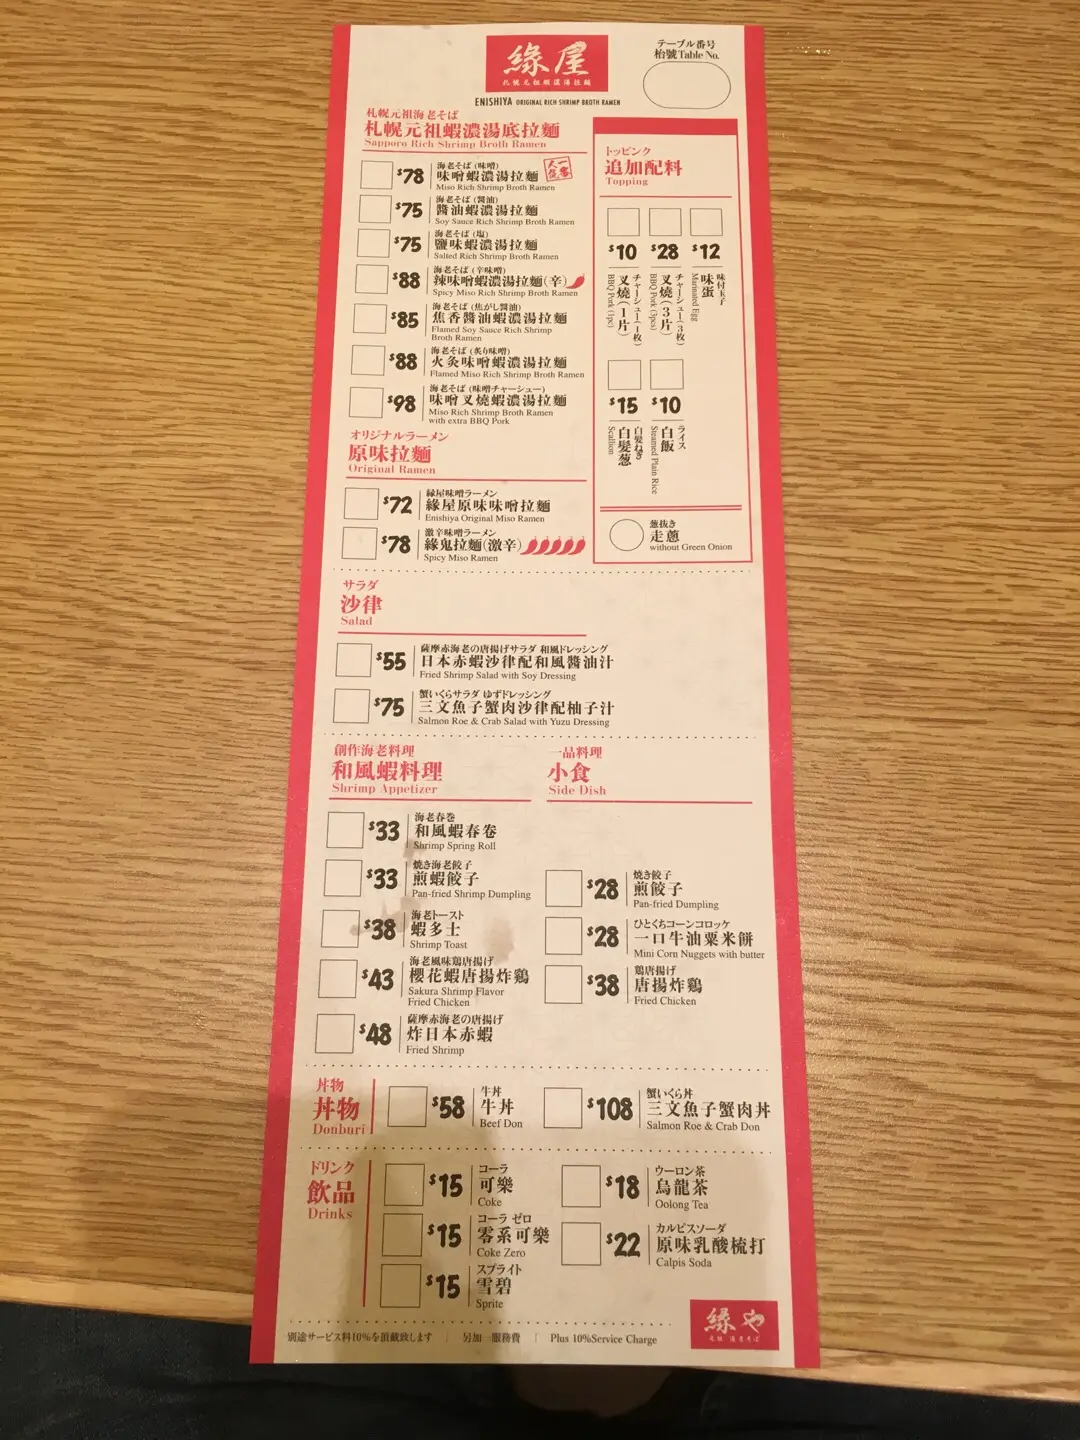 緣屋
札幌元祖蝦濃湯拉麵
ENISHIYA ORIGINAL RICH SHRIMP BROTH RAMEN
テーブル番号
枱號 Table No.
札幌元祖海老そば
札幌元祖蝦濃湯底拉麵
Sapporo Rich Shrimp Broth Ramen
海老そば (味噌)
$78 味噌蝦濃湯拉麵
人氣一番
Miso Rich Shrimp Broth Ramen
海老そば (醤油)
$75 醬油蝦濃湯拉麵
Soy Sauce Rich Shrimp Broth Ramen
海老そば (塩)
$75 鹽味蝦濃湯拉麵
Salted Rich Shrimp Broth Ramen
海老そば (辛味噌)
$88 辣味噌蝦濃湯拉麵(辛)
Spicy Miso Rich Shrimp Broth Ramen
海老そば (焦がし醤油)
$85 焦香醬油蝦濃湯拉麵
Flamed Soy Sauce Rich Shrimp
Broth Ramen
海老そば (炙り味噌)
$88 火灸味噌蝦濃湯拉麵
Flamed Miso Rich Shrimp Broth Ramen
海老そば (味噌チャーシュー)
$98 味噌叉燒蝦濃湯拉麵
Miso Rich Shrimp Broth Ramen
with extra BBQ Pork
オリジナルラーメン
原味拉麵
Original Ramen
緑屋味噌ラーメン
$72 緣屋原味味噌拉麵
Enishiya Original Miso Ramen
激辛味噌ラーメン
$78 緣鬼拉麵(激辛)
Spicy Miso Ramen
トッピンク
追加配料
Topping
$10
チャーシュー(1枚)
叉燒(1片)
BBQ Pork (1pc)
$28
チャーシュー(3枚)
叉燒(3片)
BBQ Pork (3pcs)
$12
味付玉子
味蛋
Marinated Egg
$15
白髪ねぎ
白髮葱
Scallion
$10
ライス
白飯
Steamed Plain Rice
葱抜き
走蔥
without Green Onion
サラダ
沙律
Salad
薩摩赤海老の唐揚げサラダ 和風ドレッシング
$55 日本赤蝦沙律配和風醬油汁
Fried Shrimp Salad with Soy Dressing
蟹いくらサラダ ゆずドレッシング
$75 三文魚子蟹肉沙律配柚子汁
Salmon Roe & Crab Salad with Yuzu Dressing
創作海老料理
和風蝦料理
Shrimp Appetizer
海老春巻
$33 和風蝦春卷
Shrimp Spring Roll
焼き海老餃子
$33 煎蝦餃子
Pan-fried Shrimp Dumpling
海老トースト
$38 蝦多士
Shrimp Toast
海老風味鶏唐揚げ
$43 櫻花蝦唐揚炸鷄
Sakura Shrimp Flavor
Fried Chicken
薩摩赤海老の唐揚げ
$48 炸日本赤蝦
Fried Shrimp
一品料理
小食
Side Dish
焼き餃子
$28 煎餃子
Pan-fried Dumpling
ひとくちコーンコロッケ
$28 一口牛油粟米餅
Mini Corn Nuggets with butter
鶏唐揚げ
$38 唐揚炸鷄
Fried Chicken
丼物
丼物
Donburi
牛丼
$58 牛丼
Beef Don
蟹いくら丼
$108 三文魚子蟹肉丼
Salmon Roe & Crab Don
ドリンク
飲品
Drinks
コーラ
$15 可樂
Coke
コーラ ゼロ
$15 零系可樂
Coke Zero
スプライト
$15 雪碧
Sprite
ウーロン茶
$18 烏龍茶
Oolong Tea
カルピスソーダ
$22 原味乳酸梳打
Calpis Soda
別途サービス料10%を頂戴致します | 另加一服務費 | Plus 10%Service Charge
緑や